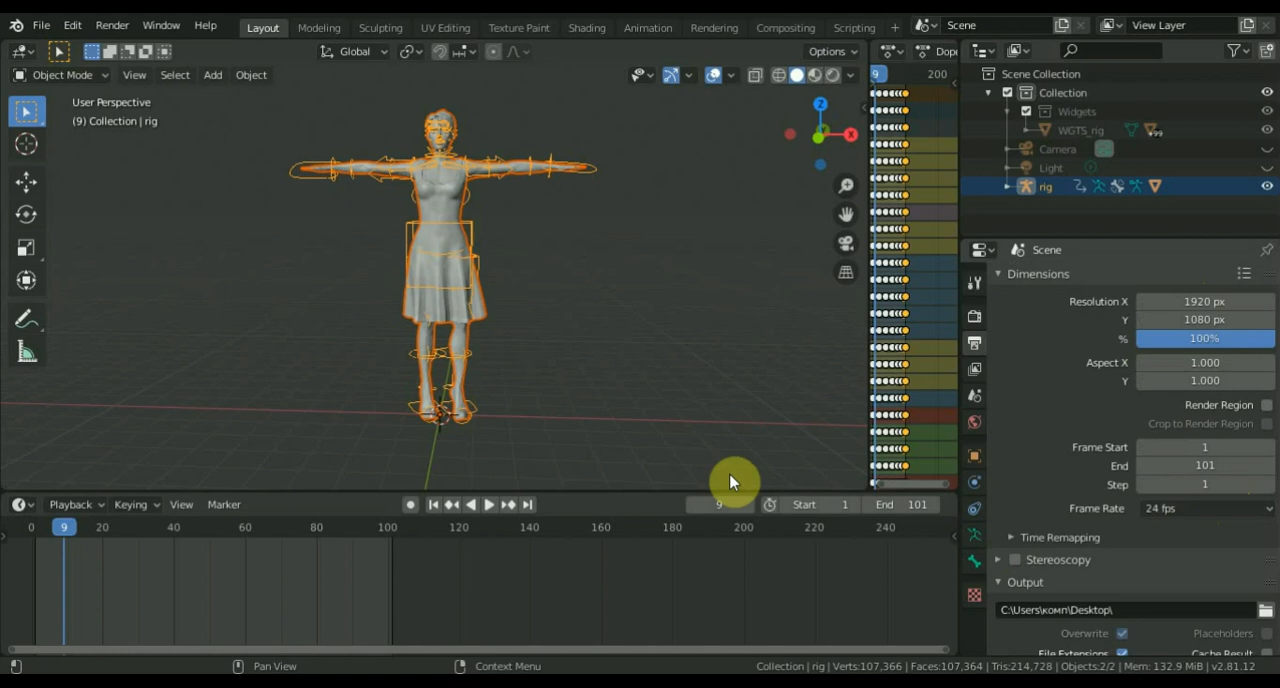 File Edit Render Window Help Layout Modeling Sculpting UV Editing Texture Paint Shading Animation Rendering Compositing Scripting + Scene View Layer
Global Options Dop
Object Mode View Select Add Object 9 200
User Perspective
(9) Collection | rig
Z
X
Scene Collection
Collection
Widgets
WGTS_rig +99
Camera
Light
rig
Scene
Dimensions
Resolution X 1920 px
Y 1080 px
% 100%
Aspect X 1.000
Y 1.000
Render Region
Crop to Render Region
Frame Start 1
End 101
Step 1
Frame Rate 24 fps
Time Remapping
Stereoscopy
Output
C:\Users\комп\Desktop\
Overwrite Placeholders
File Extensions Cache Result
Playback Keying View Marker 9 Start 1 End 101
0 9 20 40 60 80 100 120 140 160 180 200 220 240
Pan View Context Menu Collection | rig | Verts:107,366 | Faces:107,364 | Tris:214,728 | Objects:2/2 | Mem: 132.9 MiB | v2.81.12